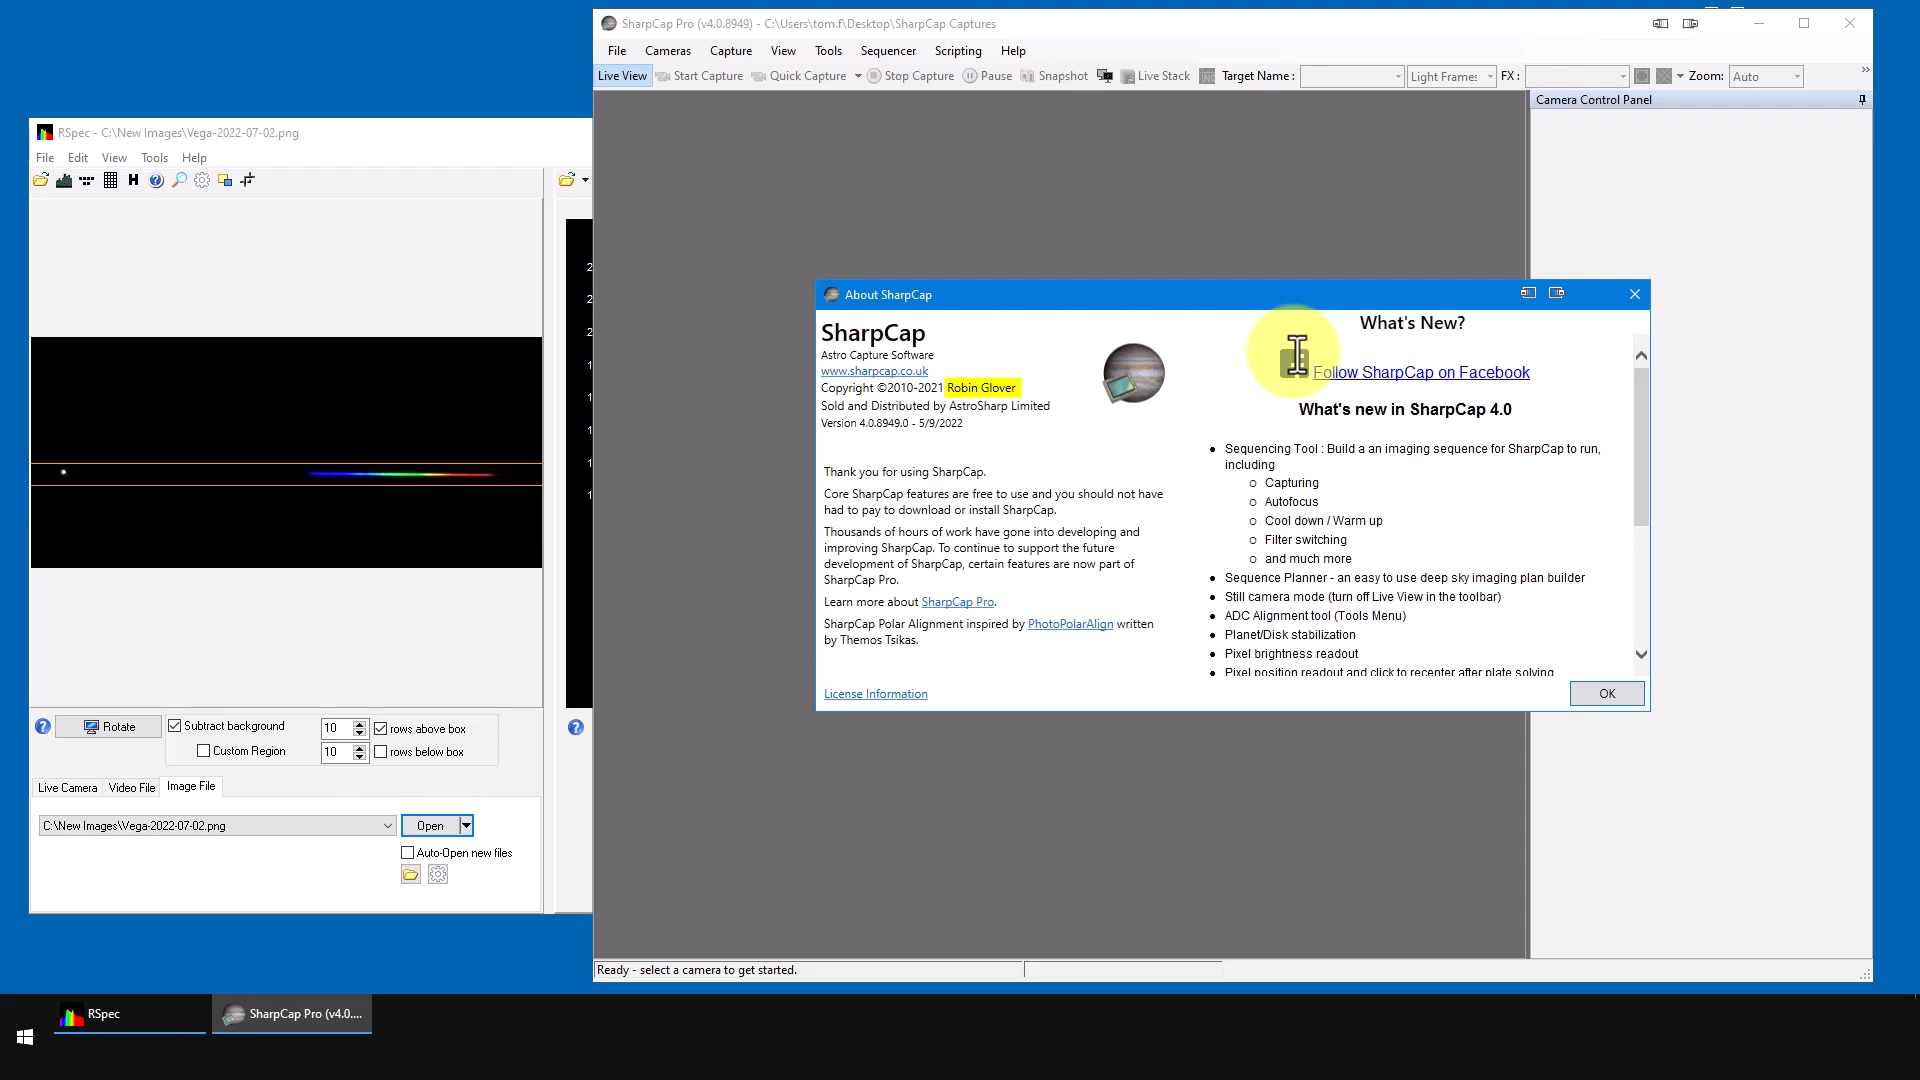 SharpCap Pro (v4.0.8949) - C:\Users\tom.f\Desktop\SharpCap Captures
File Cameras Capture View Tools Sequencer Scripting Help
Live View Start Capture Quick Capture Stop Capture Pause Snapshot Live Stack Target Name : Light Frames FX : Zoom: Auto
Camera Control Panel
RSpec - C:\New Images\Vega-2022-07-02.png
File Edit View Tools Help
H
2
2
2
1
1
1
1
1
About SharpCap
SharpCap
Astro Capture Software
www.sharpcap.co.uk
Copyright ©2010-2021 Robin Glover
Sold and Distributed by AstroSharp Limited
Version 4.0.8949.0 - 5/9/2022
Thank you for using SharpCap.
Core SharpCap features are free to use and you should not have
had to pay to download or install SharpCap.
Thousands of hours of work have gone into developing and
improving SharpCap. To continue to support the future
development of SharpCap, certain features are now part of
SharpCap Pro.
Learn more about SharpCap Pro.
SharpCap Polar Alignment inspired by PhotoPolarAlign written
by Themos Tsikas.
License Information
What's New?
Follow SharpCap on Facebook
What's new in SharpCap 4.0
Sequencing Tool : Build a an imaging sequence for SharpCap to run,
including
Capturing
Autofocus
Cool down / Warm up
Filter switching
and much more
Sequence Planner - an easy to use deep sky imaging plan builder
Still camera mode (turn off Live View in the toolbar)
ADC Alignment tool (Tools Menu)
Planet/Disk stabilization
Pixel brightness readout
Pixel position readout and click to recenter after plate solving
OK
Rotate
Subtract background 10 rows above box
Custom Region 10 rows below box
Live Camera Video File Image File
C:\New Images\Vega-2022-07-02.png Open
Auto-Open new files
Ready - select a camera to get started.
RSpec SharpCap Pro (v4.0....